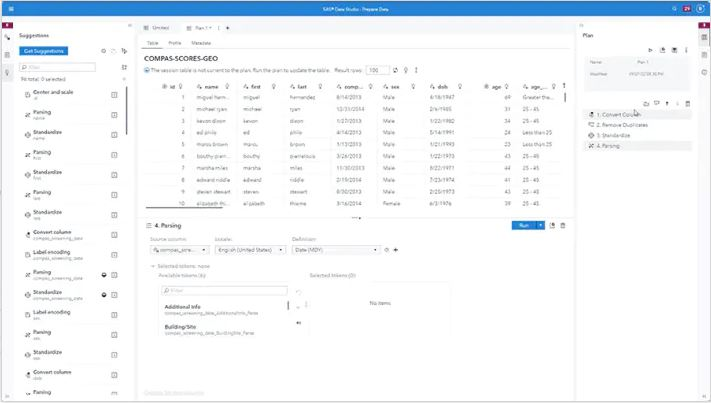 SAS® Data Studio - Prepare Data
Suggestions
Get Suggestions
Filter
94 total: 0 selected
Center and scale
id
Parsing
name
Standardize
name
Parsing
first
Standardize
first
Parsing
last
Standardize
last
Convert column
compas_screening_date
Label encoding
compas_screening_date
Parsing
compas_screening_date
Standardize
compas_screening_date
Label encoding
sex
Parsing
sex
Standardize
sex
Convert column
dob
Parsing
Untitled
Plan 1 *
Table Profile Metadata
COMPAS-SCORES-GEO
The session table is not current to the plan. Run the plan to update the table. Result rows: 100
id name first last comp... sex dob age age_...
1 miguel hern... miguel hernandez 8/14/2013 Male 4/18/1947 69 Greater tha...
2 michael ryan michael ryan 12/31/2014 Male 2/6/1985 31 25 - 45
3 kevon dixon kevon dixon 1/27/2013 Male 1/22/1982 34 25 - 45
4 ed philo ed philo 4/14/2013 Male 5/14/1991 24 Less than 25
5 marcu brown marcu brown 1/13/2013 Male 1/21/1993 23 Less than 25
6 bouthy pier... bouthy pierrelouis 3/26/2013 Male 1/22/1973 43 25 - 45
7 marsha miles marsha miles 11/30/2013 Male 8/22/1971 44 25 - 45
8 edward riddle edward riddle 2/19/2014 Male 7/23/1974 41 25 - 45
9 steven stewart steven stewart 8/30/2013 Male 2/25/1973 43 25 - 45
10 elizabeth thie... elizabeth thieme 3/16/2014 Female 6/3/1976 39 25 - 45
4. Parsing
Run
Source column: Locale: Definition:
compas_scree... English (United States) Date (MDY)
Selected tokens: none
Available tokens (6): Selected tokens (0):
Filter
Additional Info
compas_screening_date_AdditionalInfo_Parse
Building/Site
compas_screening_date_BuildingSite_Parse
No items
Plan
Name Plan 1
Modified
1. Convert Column
2. Remove Duplicates
3. Standardize
4. Parsing